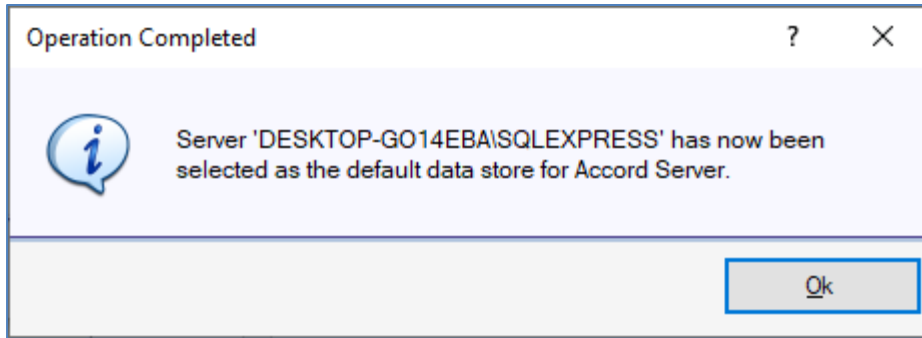 Operation Completed
?
Server 'DESKTOP-GO14EBA\SQLEXPRESS' has now been
selected as the default data store for Accord Server.
Ok